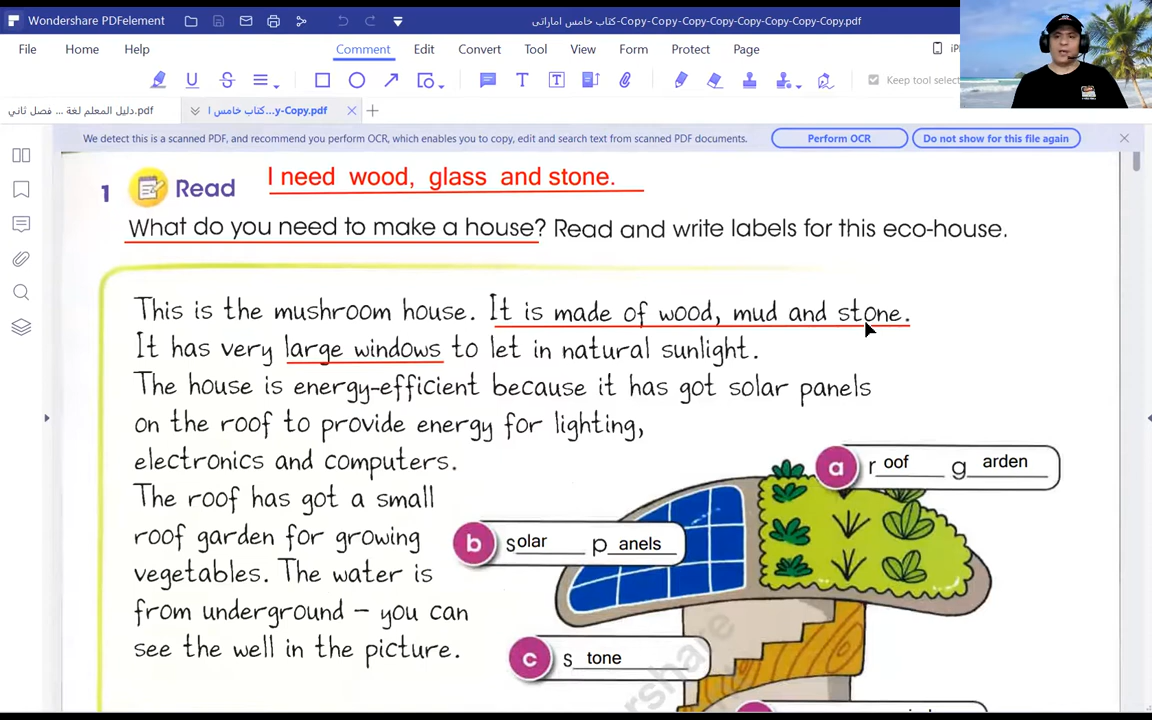 Wondershare PDFelement
كتاب خامس اماراتى-Copy-Copy-Copy-Copy-Copy-Copy-Copy.pdf
File Home Help Comment Edit Convert Tool View Form Protect Page
Keep tool selec
دليل المعلم لغة ... فصل ثاني.pdf
كتاب خامس ا...y-Copy.pdf
We detect this is a scanned PDF, and recommend you perform OCR, which enables you to copy, edit and search text from scanned PDF documents. Perform OCR Do not show for this file again
1 Read I need wood, glass and stone.
What do you need to make a house? Read and write labels for this eco-house.
This is the mushroom house. It is made of wood, mud and stone.
It has very large windows to let in natural sunlight.
The house is energy-efficient because it has got solar panels
on the roof to provide energy for lighting,
electronics and computers.
The roof has got a small
roof garden for growing
vegetables. The water is
from underground – you can
see the well in the picture.
a roof garden
b solar panels
c stone